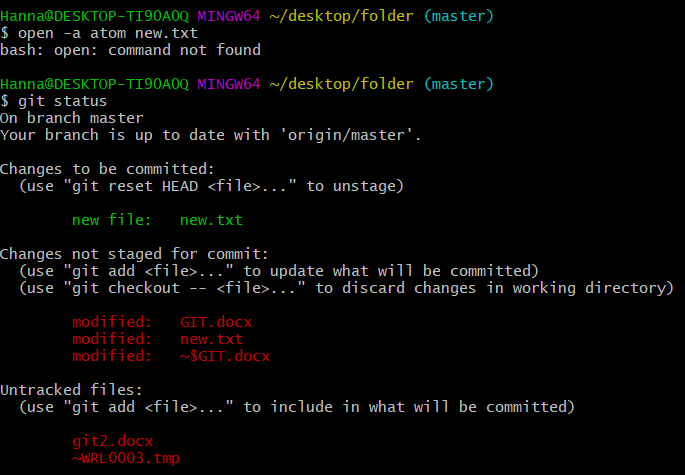 Hanna@DESKTOP-TI90A0Q MINGW64 ~/desktop/folder (master)
$ open -a atom new.txt
bash: open: command not found

Hanna@DESKTOP-TI90A0Q MINGW64 ~/desktop/folder (master)
$ git status
On branch master
Your branch is up to date with 'origin/master'.

Changes to be committed:
  (use "git reset HEAD <file>..." to unstage)

        new file:   new.txt

Changes not staged for commit:
  (use "git add <file>..." to update what will be committed)
  (use "git checkout -- <file>..." to discard changes in working directory)

        modified:   GIT.docx
        modified:   new.txt
        modified:   ~$GIT.docx

Untracked files:
  (use "git add <file>..." to include in what will be committed)

        git2.docx
        ~WRL0003.tmp